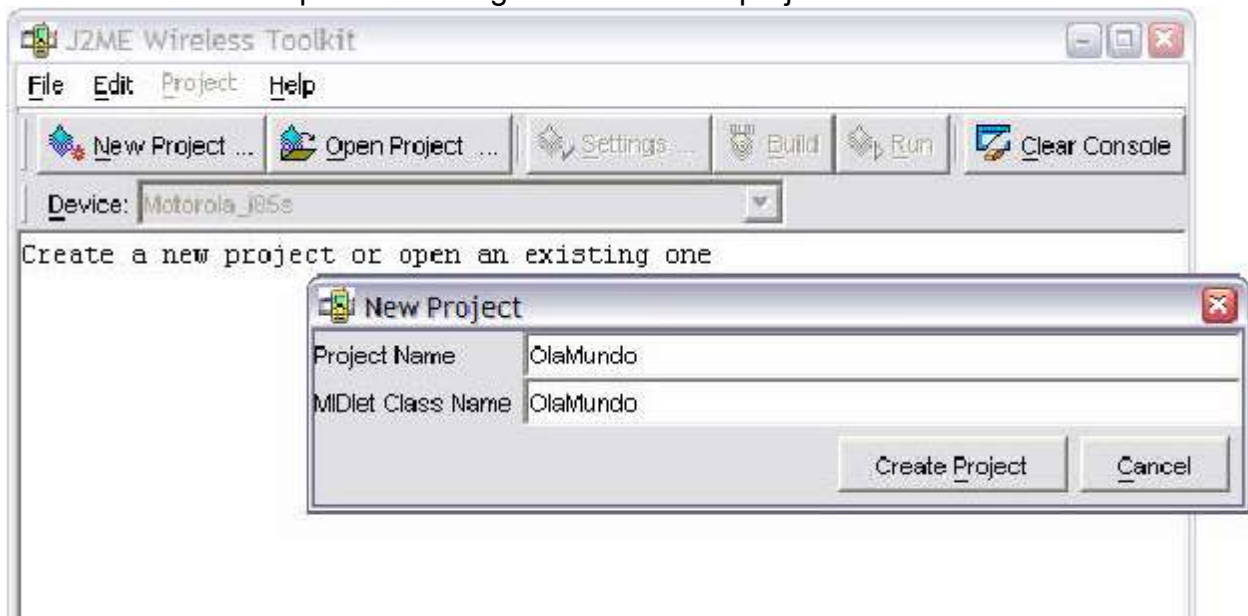 J2ME Wireless Toolkit
File Edit Project Help
New Project ... Open Project ... Settings ... Build Run Clear Console
Device: Motorola_i85s
Create a new project or open an existing one
New Project
Project Name OlaMundo
MIDlet Class Name OlaMundo
Create Project Cancel